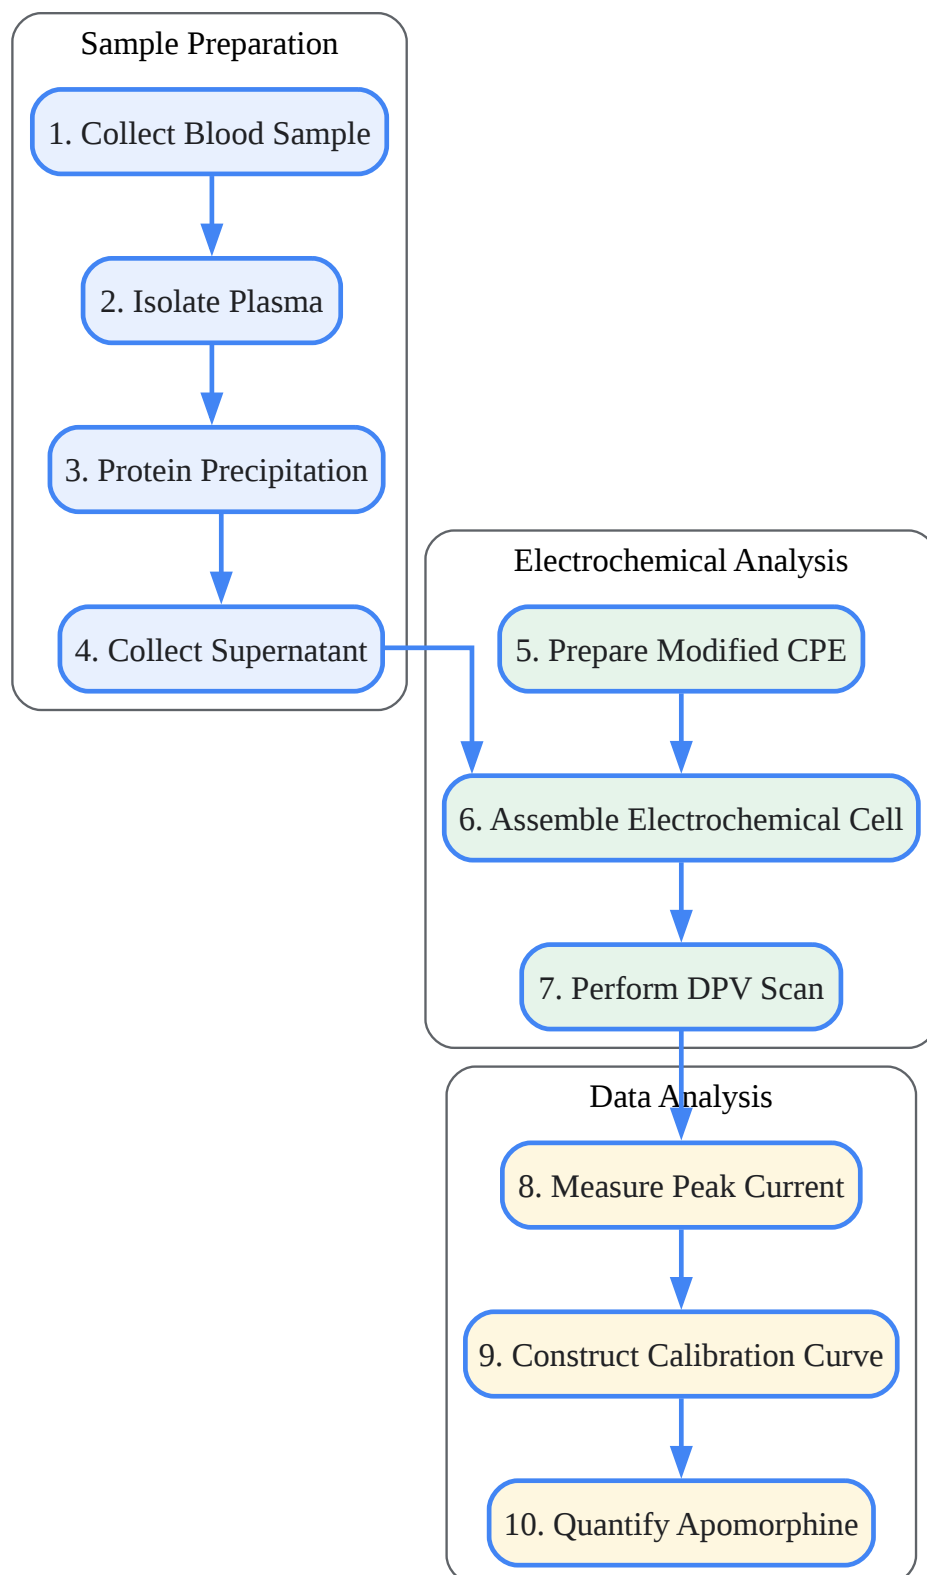 Sample Preparation
1. Collect Blood Sample
2. Isolate Plasma
3. Protein Precipitation
4. Collect Supernatant
Electrochemical Analysis
5. Prepare Modified CPE
6. Assemble Electrochemical Cell
7. Perform DPV Scan
Data Analysis
8. Measure Peak Current
9. Construct Calibration Curve
10. Quantify Apomorphine